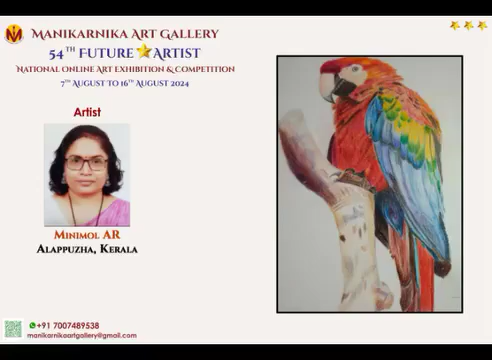 MANIKARNIKA ART GALLERY
54TH FUTURE ARTIST
NATIONAL ONLINE ART EXHIBITION & COMPETITION
7TH AUGUST TO 16TH AUGUST 2024
Artist
MINIMOL AR
ALAPPUZHA, KERALA
+91 7007489538
manikarnikaartgallery@gmail.com